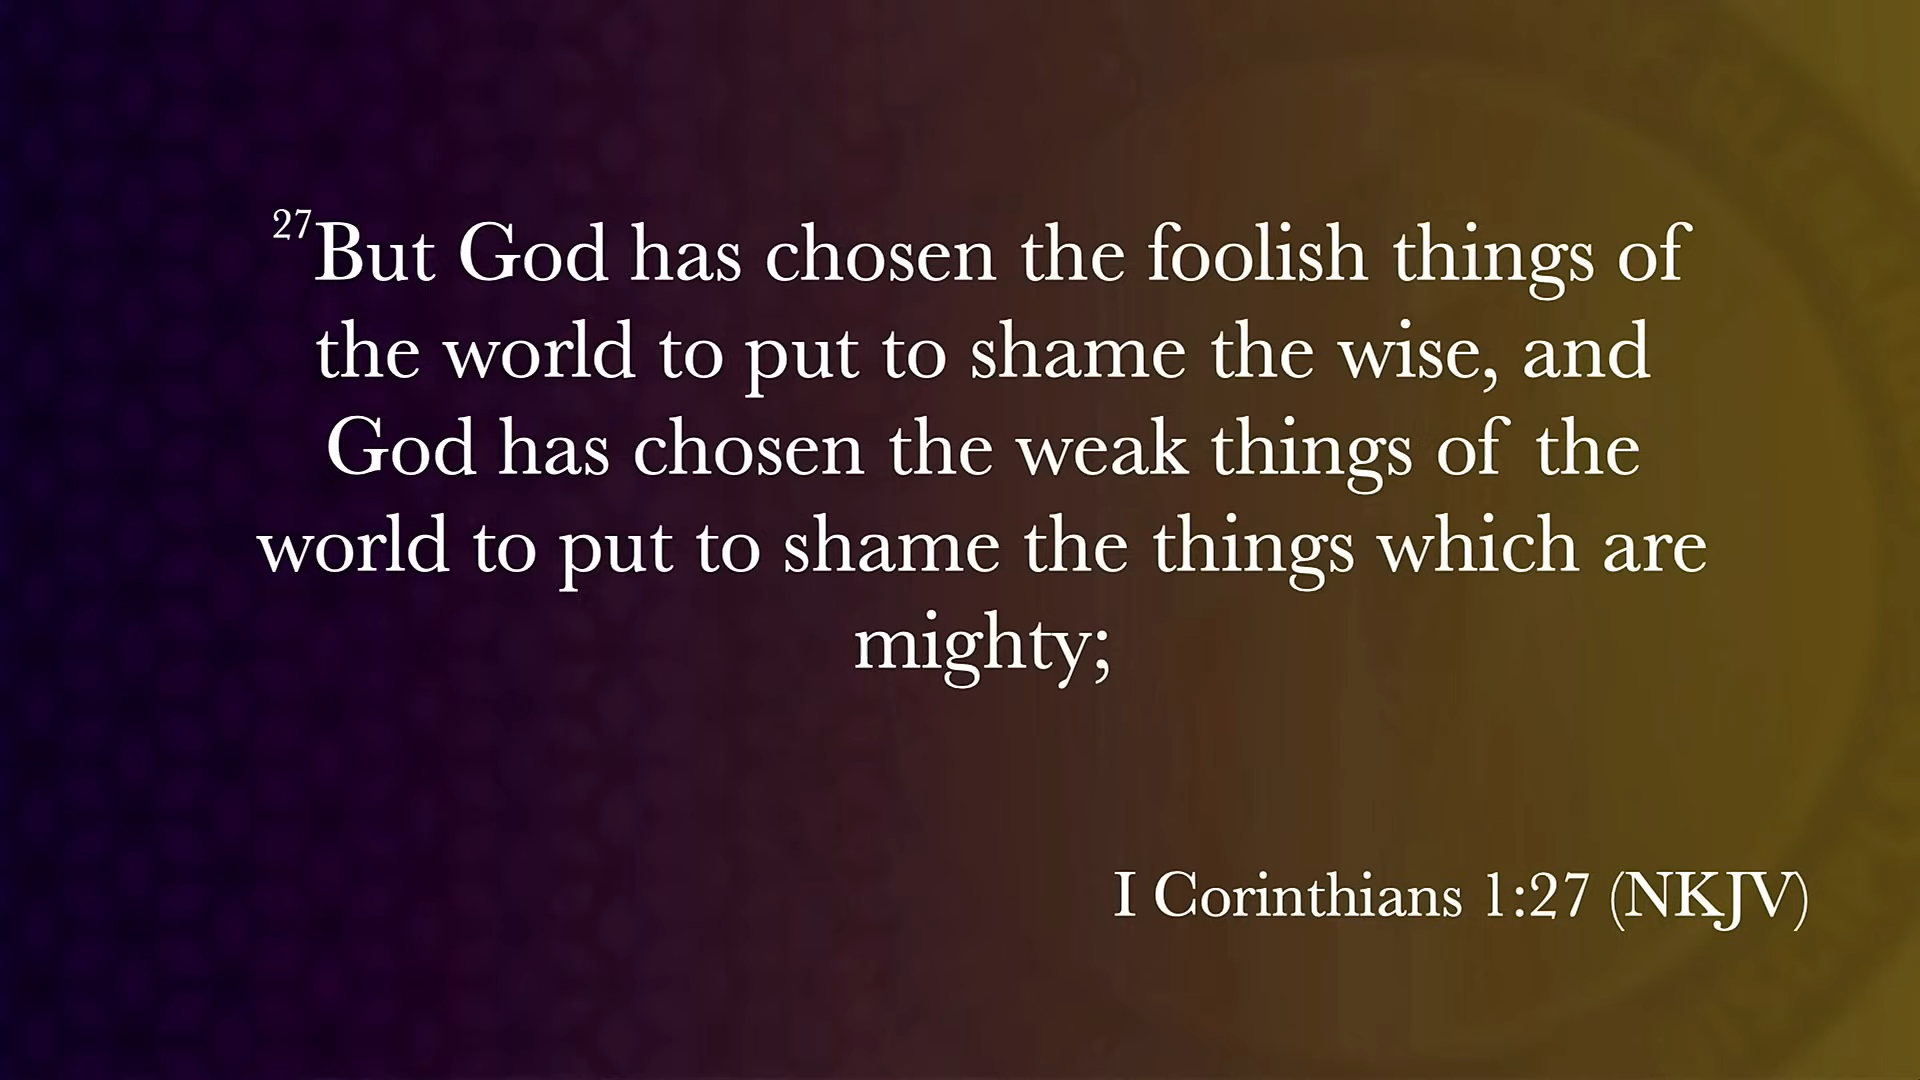 27But God has chosen the foolish things of
the world to put to shame the wise, and
God has chosen the weak things of the
world to put to shame the things which are
mighty;
I Corinthians 1:27 (NKJV)